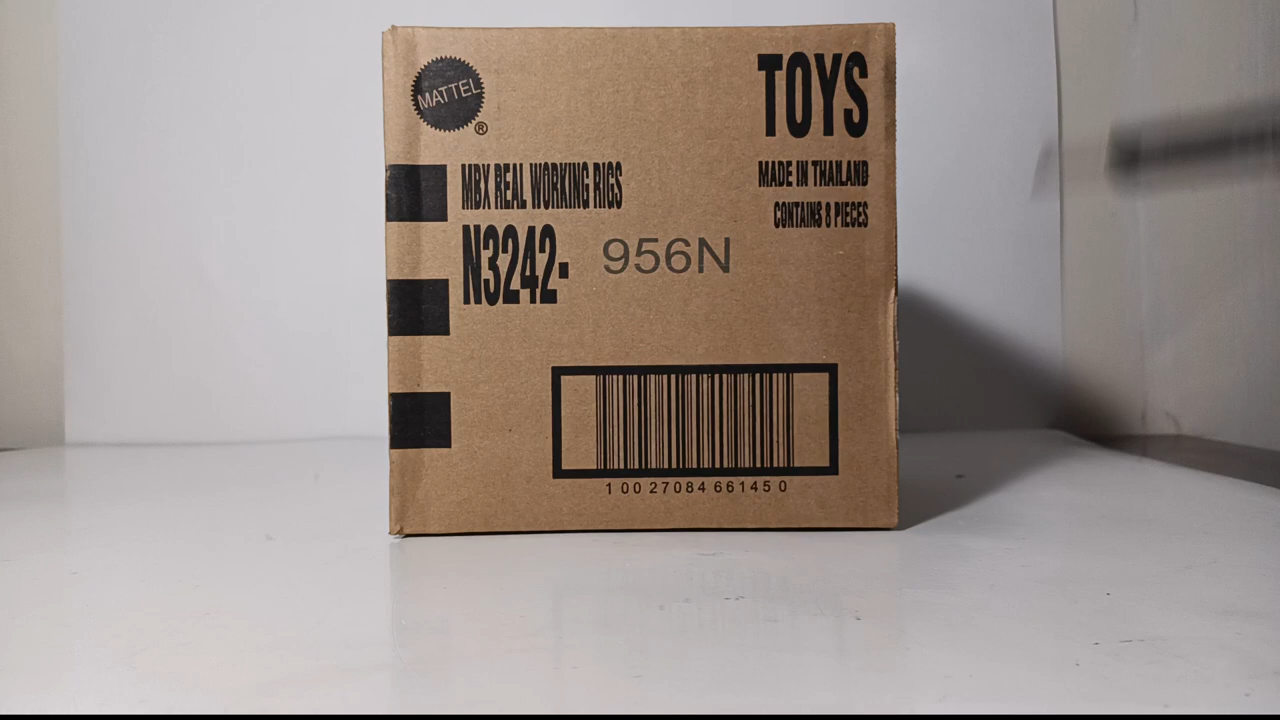 MATTEL
®
TOYS
MADE IN THAILAND
CONTAINS 8 PIECES
MBX REAL WORKING RIGS
N3242- 956N
1 00 27084 66145 0